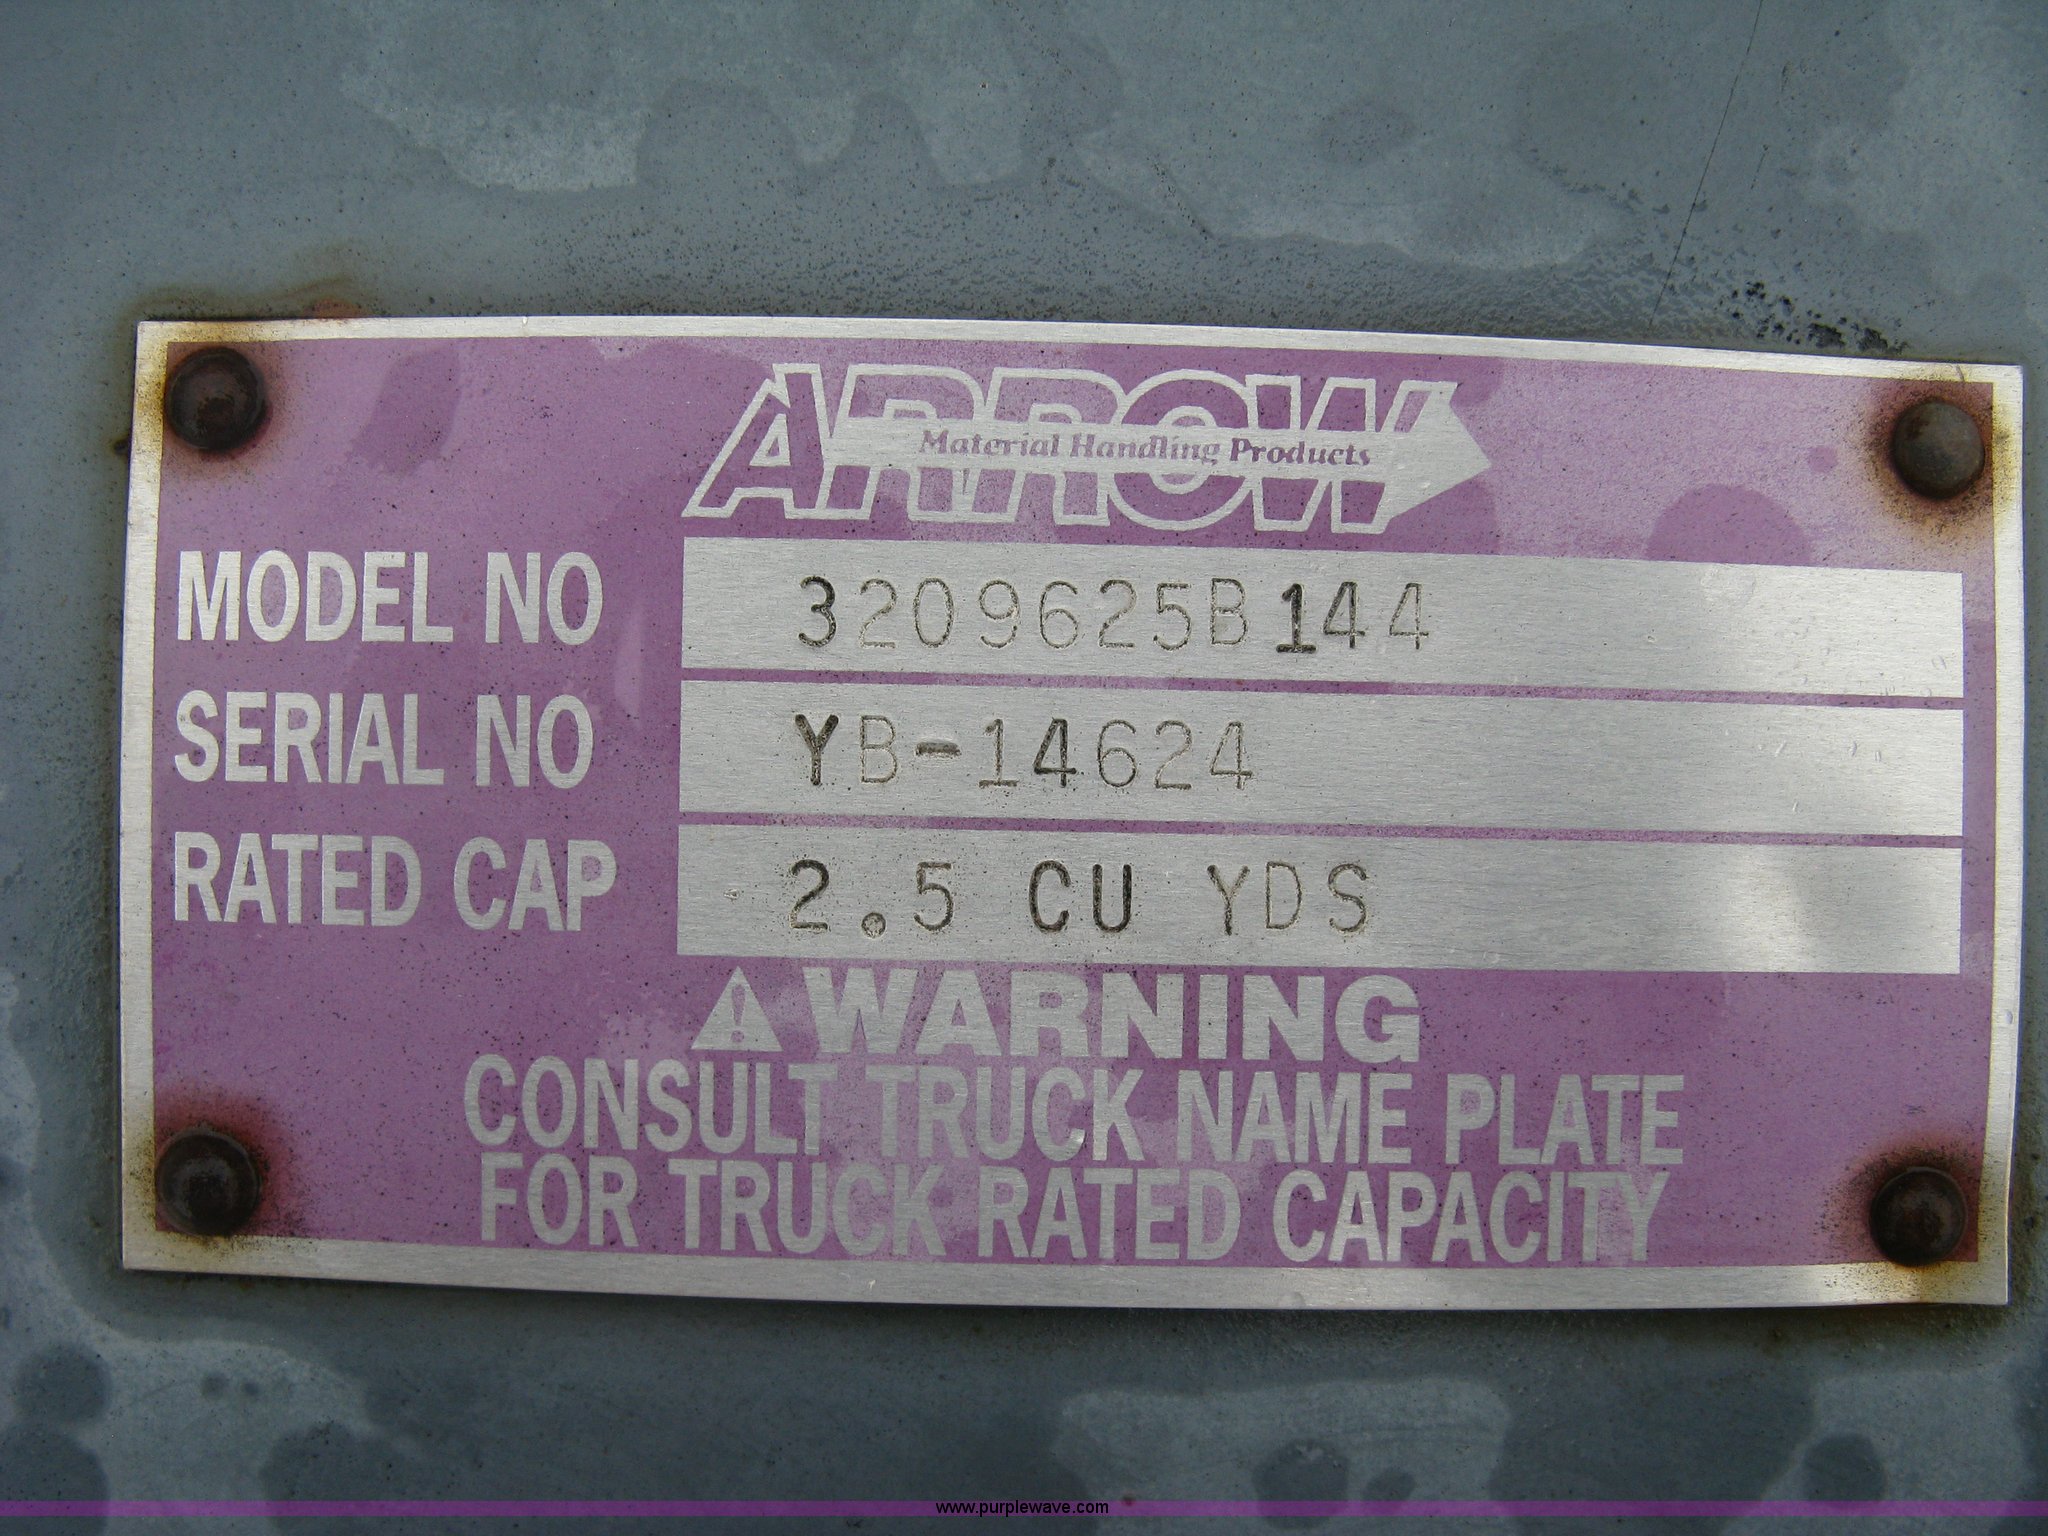 ARROW
Material Handling Products
MODEL NO 3209625B144
SERIAL NO YB-14624
RATED CAP 2.5 CU YDS
WARNING
CONSULT TRUCK NAME PLATE
FOR TRUCK RATED CAPACITY
www.purplewave.com